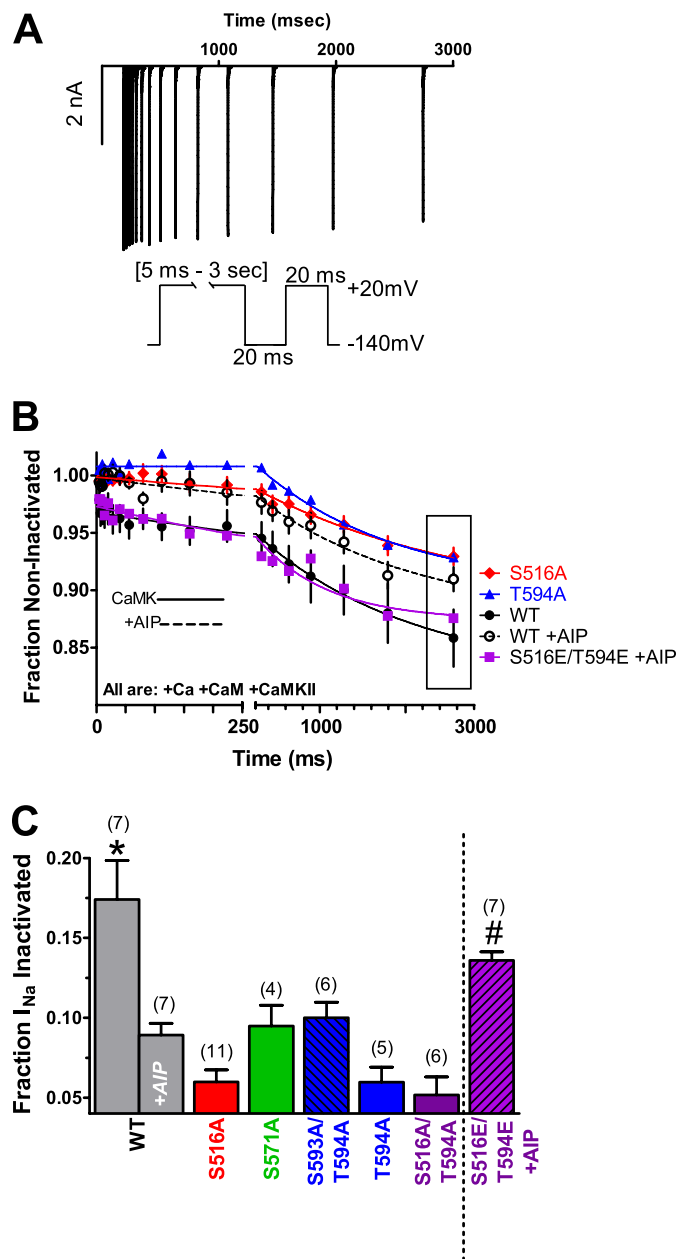 A
Time (msec)
1000 2000 3000
2 nA
[5 ms - 3 sec]
20 ms
+20mV
20 ms
-140mV
B
Fraction Non-Inactivated
1.00
0.95
0.90
0.85
CaMK
+AIP
All are: +Ca +CaM +CaMKII
S516A
T594A
WT
WT +AIP
S516E/T594E +AIP
0 250 1000 3000
Time (ms)
C
Fraction INa Inactivated
0.20
0.15
0.10
0.05
(7)
*
(7)
(11)
(4)
(6)
(5)
(6)
(7)
#
+AIP
WT
S516A
S571A
S593A/
T594A
T594A
S516A/
T594A
S516E/
T594E
+AIP